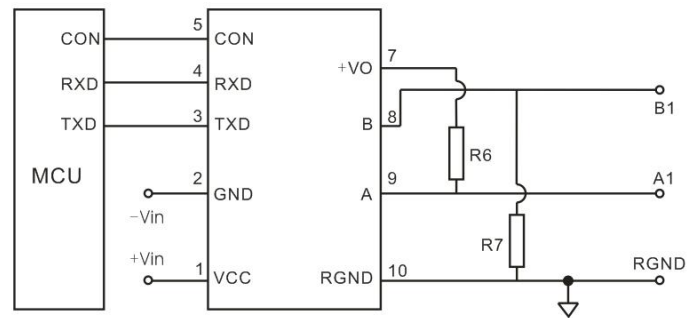 CON 5 CON
+VO 7
RXD 4 RXD
B1
TXD 3 TXD
B 8
R6
MCU
2 GND
A 9
A1
−Vin
R7
+Vin
1 VCC
RGND 10
RGND